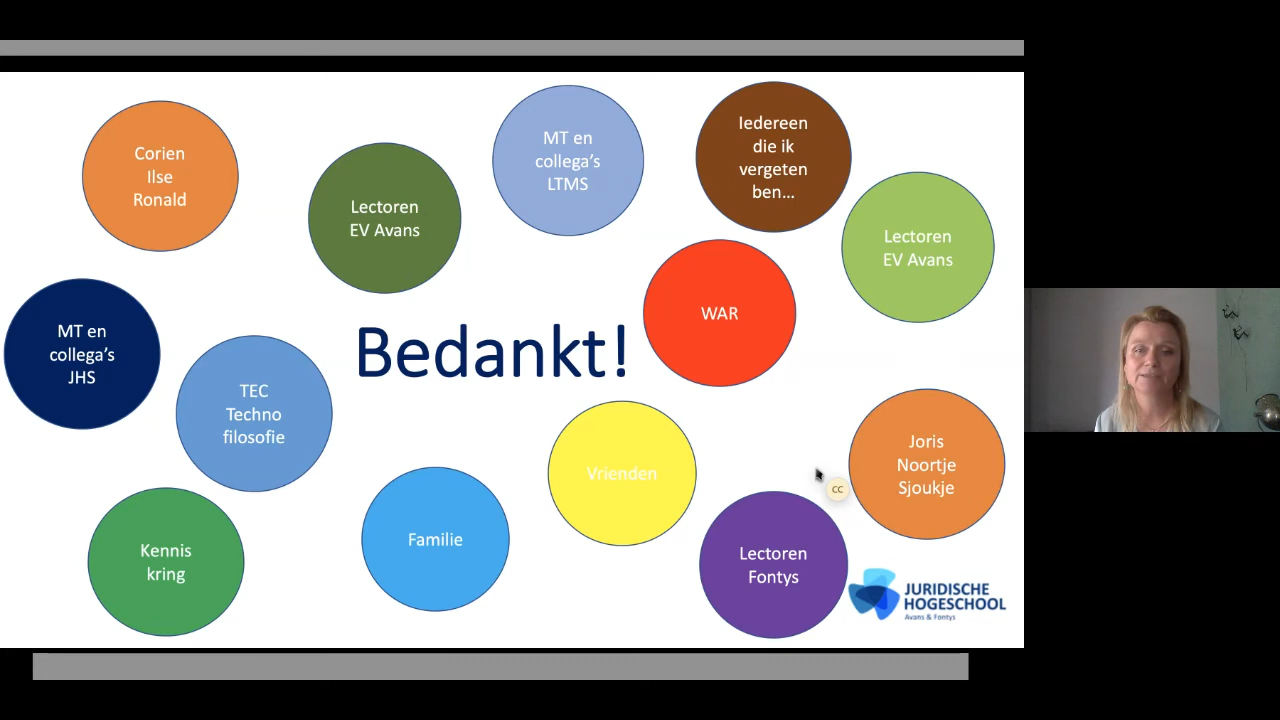 Corien
Ilse
Ronald
Lectoren
EV Avans
MT en
collega's
LTMS
Iedereen
die ik
vergeten
ben...
Lectoren
EV Avans
MT en
collega's
JHS
TEC
Techno
filosofie
Bedankt!
WAR
Vrienden
Joris
Noortje
Sjoukje
CC
Kennis
kring
Familie
Lectoren
Fontys
JURIDISCHE
HOGESCHOOL
Avans & Fontys